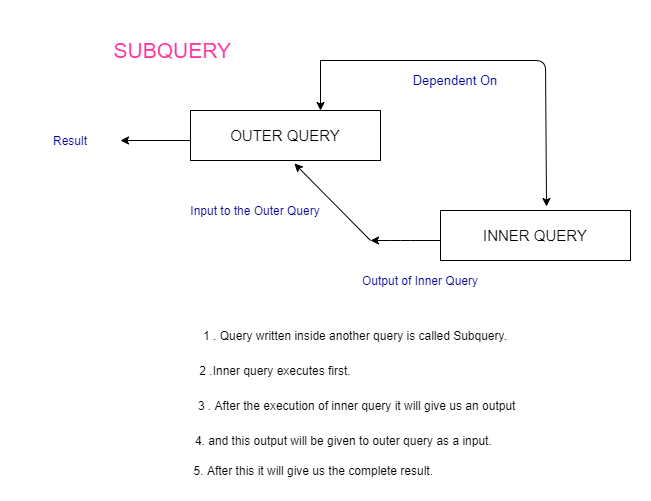 SUBQUERY
Dependent On
OUTER QUERY
Result
Input to the Outer Query
INNER QUERY
Output of Inner Query
1 . Query written inside another query is called Subquery.
2 .Inner query executes first.
3 . After the execution of inner query it will give us an output
4. and this output will be given to outer query as a input.
5. After this it will give us the complete result.